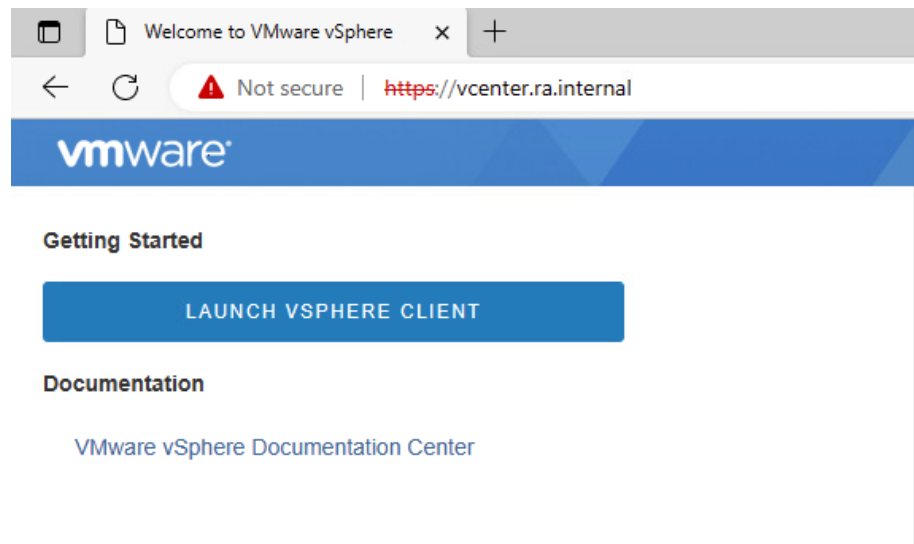 Welcome to VMware vSphere
Not secure https://vcenter.ra.internal
vmware®
Getting Started
LAUNCH VSPHERE CLIENT
Documentation
VMware vSphere Documentation Center